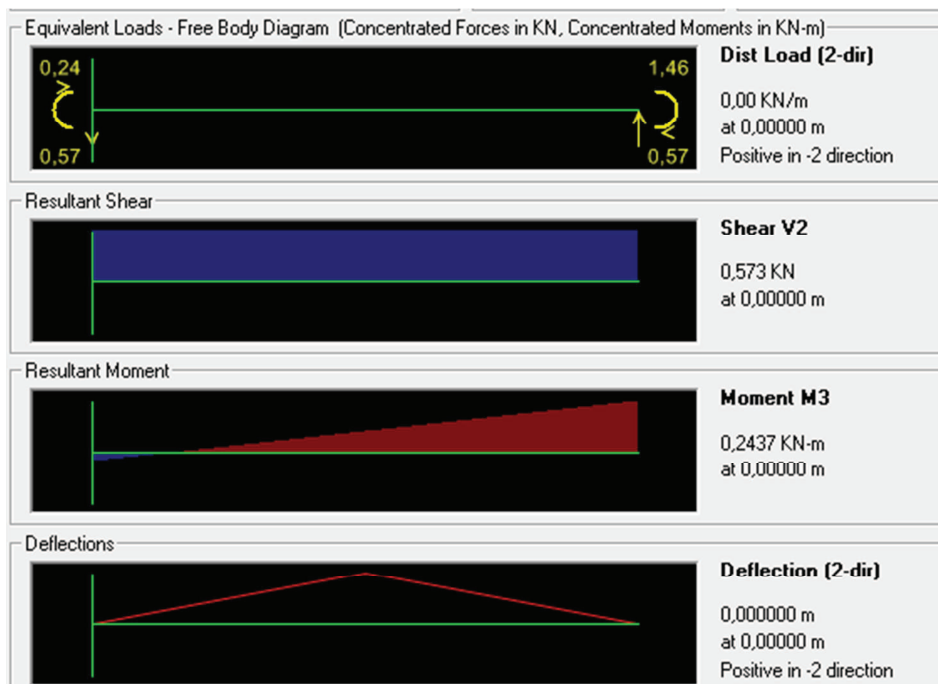 Equivalent Loads - Free Body Diagram (Concentrated Forces in KN, Concentrated Moments in KN-m)
0,24
1,46
0,57
0,57
Dist Load (2-dir)
0,00 KN/m
at 0,00000 m
Positive in -2 direction
Resultant Shear
Shear V2
0,573 KN
at 0,00000 m
Resultant Moment
Moment M3
0,2437 KN-m
at 0,00000 m
Deflections
Deflection (2-dir)
0,000000 m
at 0,00000 m
Positive in -2 direction